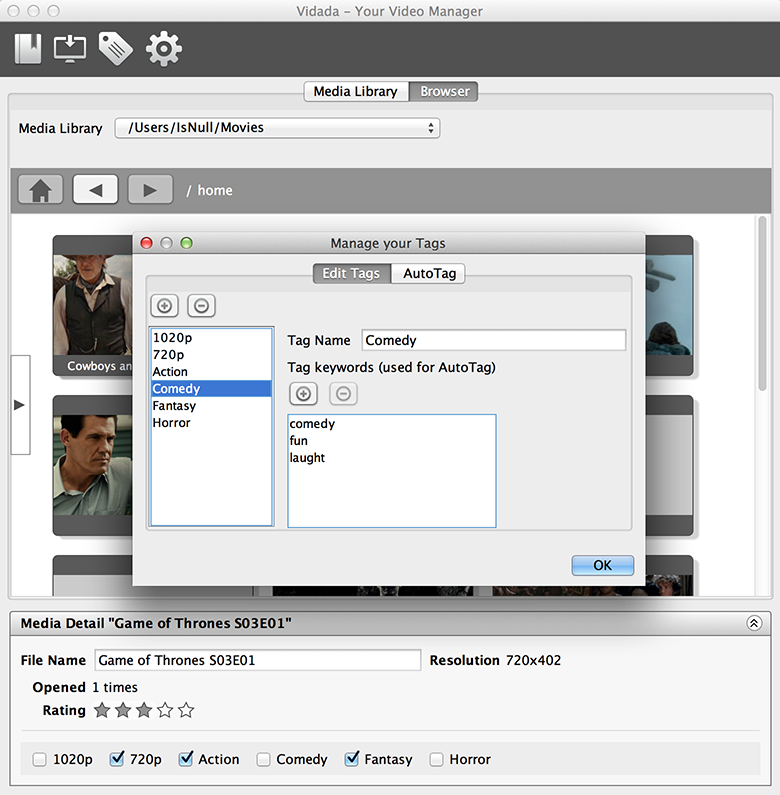 Vidada – Your Video Manager
Media Library Browser
Media Library /Users/IsNull/Movies
/ home
Manage your Tags
Edit Tags AutoTag
1020p
720p
Action
Comedy
Fantasy
Horror
Tag Name Comedy
Tag keywords (used for AutoTag)
comedy
fun
laught
OK
Cowboys an
Media Detail "Game of Thrones S03E01"
File Name Game of Thrones S03E01 Resolution 720x402
Opened 1 times
Rating
1020p 720p Action Comedy Fantasy Horror